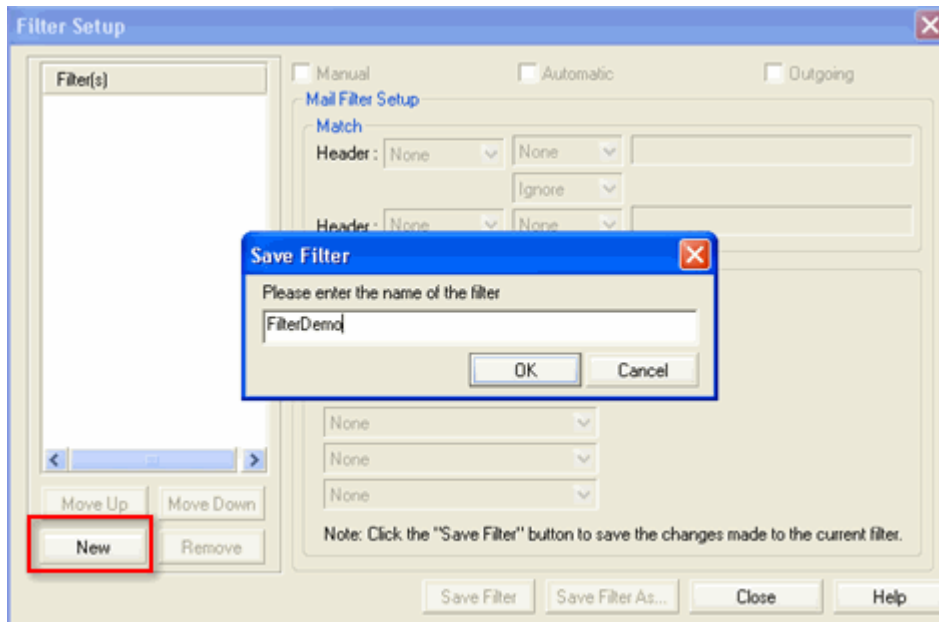 Filter Setup
Filter(s)
Manual
Automatic
Outgoing
Mail Filter Setup
Match
Header : None None
Ignore
Header : None None
Save Filter
Please enter the name of the filter
FilterDemo
OK
Cancel
None
None
None
Move Up
Move Down
New
Remove
Note: Click the "Save Filter" button to save the changes made to the current filter.
Save Filter
Save Filter As...
Close
Help